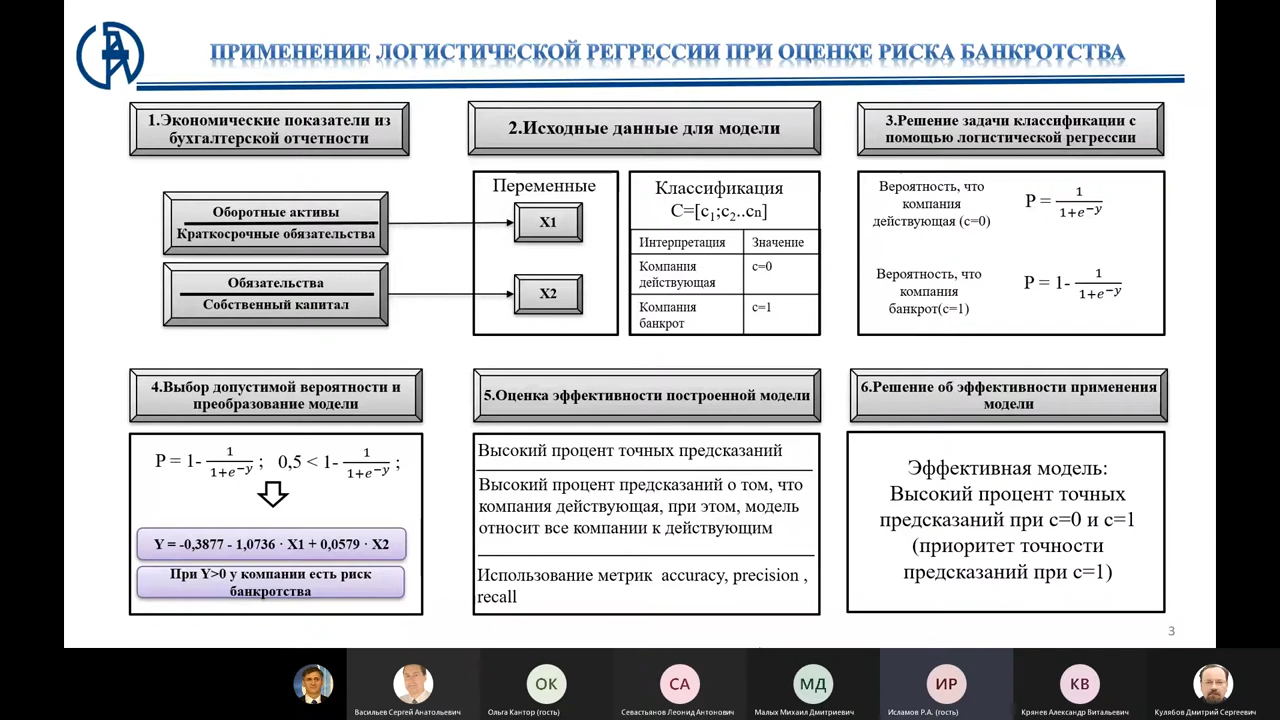 ПРИМЕНЕНИЕ ЛОГИСТИЧЕСКОЙ РЕГРЕССИИ ПРИ ОЦЕНКЕ РИСКА БАНКРОТСТВА
1.Экономические показатели из
бухгалтерской отчетности
Оборотные активы
Краткосрочные обязательства
Обязательства
Собственный капитал
2.Исходные данные для модели
Переменные
X1
X2
Классификация
C=[c₁;c₂..cn]
Интерпретация Значение
Компания
действующая
c=0
Компания
банкрот
c=1
3.Решение задачи классификации с
помощью логистической регрессии
Вероятность, что
компания
действующая (c=0)
P = 1/(1+e^−y)
Вероятность, что
компания
банкрот(c=1)
P = 1- 1/(1+e^−y)
4.Выбор допустимой вероятности и
преобразование модели
P = 1- 1/(1+e^−y) ; 0,5 < 1- 1/(1+e^−y) ;
Y = -0,3877 - 1,0736 · X1 + 0,0579 · X2
При Y>0 у компании есть риск
банкротства
5.Оценка эффективности построенной модели
Высокий процент точных предсказаний
Высокий процент предсказаний о том, что
компания действующая, при этом, модель
относит все компании к действующим
Использование метрик accuracy, precision ,
recall
6.Решение об эффективности применения
модели
Эффективная модель:
Высокий процент точных
предсказаний при c=0 и c=1
(приоритет точности
предсказаний при c=1)
3
Васильев Сергей Анатольевич
ОК
Ольга Кантор (гость)
СА
Севастьянов Леонид Антонович
МД
Малых Михаил Дмитриевич
ИР
Исламов Р.А. (гость)
КВ
Крянев Александр Витальевич
Кулябов Дмитрий Сергеевич